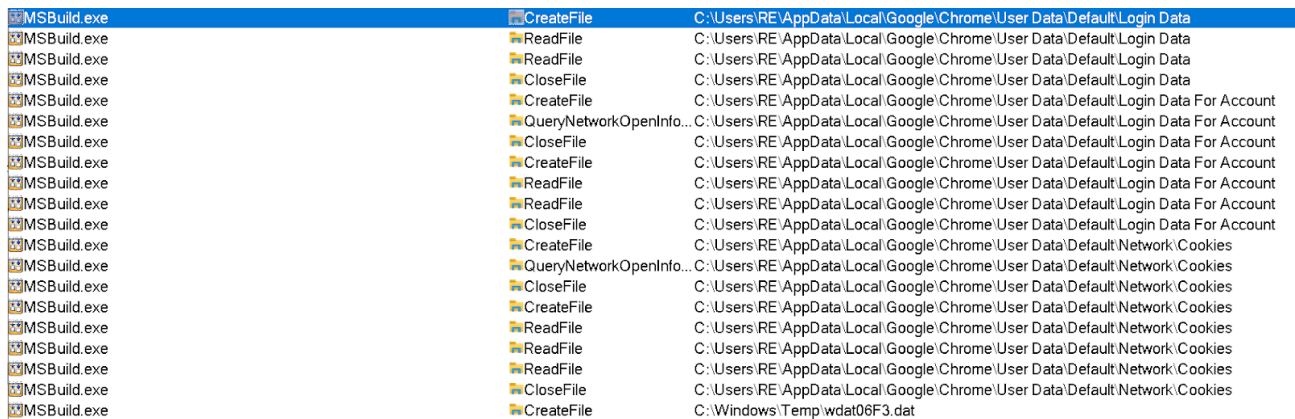 MSBuild.exe CreateFile C:\Users\RE\AppData\Local\Google\Chrome\User Data\Default\Login Data
MSBuild.exe ReadFile C:\Users\RE\AppData\Local\Google\Chrome\User Data\Default\Login Data
MSBuild.exe ReadFile C:\Users\RE\AppData\Local\Google\Chrome\User Data\Default\Login Data
MSBuild.exe CloseFile C:\Users\RE\AppData\Local\Google\Chrome\User Data\Default\Login Data
MSBuild.exe CreateFile C:\Users\RE\AppData\Local\Google\Chrome\User Data\Default\Login Data For Account
MSBuild.exe QueryNetworkOpenInfo... C:\Users\RE\AppData\Local\Google\Chrome\User Data\Default\Login Data For Account
MSBuild.exe CloseFile C:\Users\RE\AppData\Local\Google\Chrome\User Data\Default\Login Data For Account
MSBuild.exe CreateFile C:\Users\RE\AppData\Local\Google\Chrome\User Data\Default\Login Data For Account
MSBuild.exe ReadFile C:\Users\RE\AppData\Local\Google\Chrome\User Data\Default\Login Data For Account
MSBuild.exe ReadFile C:\Users\RE\AppData\Local\Google\Chrome\User Data\Default\Login Data For Account
MSBuild.exe CloseFile C:\Users\RE\AppData\Local\Google\Chrome\User Data\Default\Login Data For Account
MSBuild.exe CreateFile C:\Users\RE\AppData\Local\Google\Chrome\User Data\Default\Network\Cookies
MSBuild.exe QueryNetworkOpenInfo... C:\Users\RE\AppData\Local\Google\Chrome\User Data\Default\Network\Cookies
MSBuild.exe CloseFile C:\Users\RE\AppData\Local\Google\Chrome\User Data\Default\Network\Cookies
MSBuild.exe CreateFile C:\Users\RE\AppData\Local\Google\Chrome\User Data\Default\Network\Cookies
MSBuild.exe ReadFile C:\Users\RE\AppData\Local\Google\Chrome\User Data\Default\Network\Cookies
MSBuild.exe ReadFile C:\Users\RE\AppData\Local\Google\Chrome\User Data\Default\Network\Cookies
MSBuild.exe ReadFile C:\Users\RE\AppData\Local\Google\Chrome\User Data\Default\Network\Cookies
MSBuild.exe CloseFile C:\Users\RE\AppData\Local\Google\Chrome\User Data\Default\Network\Cookies
MSBuild.exe CreateFile C:\Windows\Temp\wdat06F3.dat